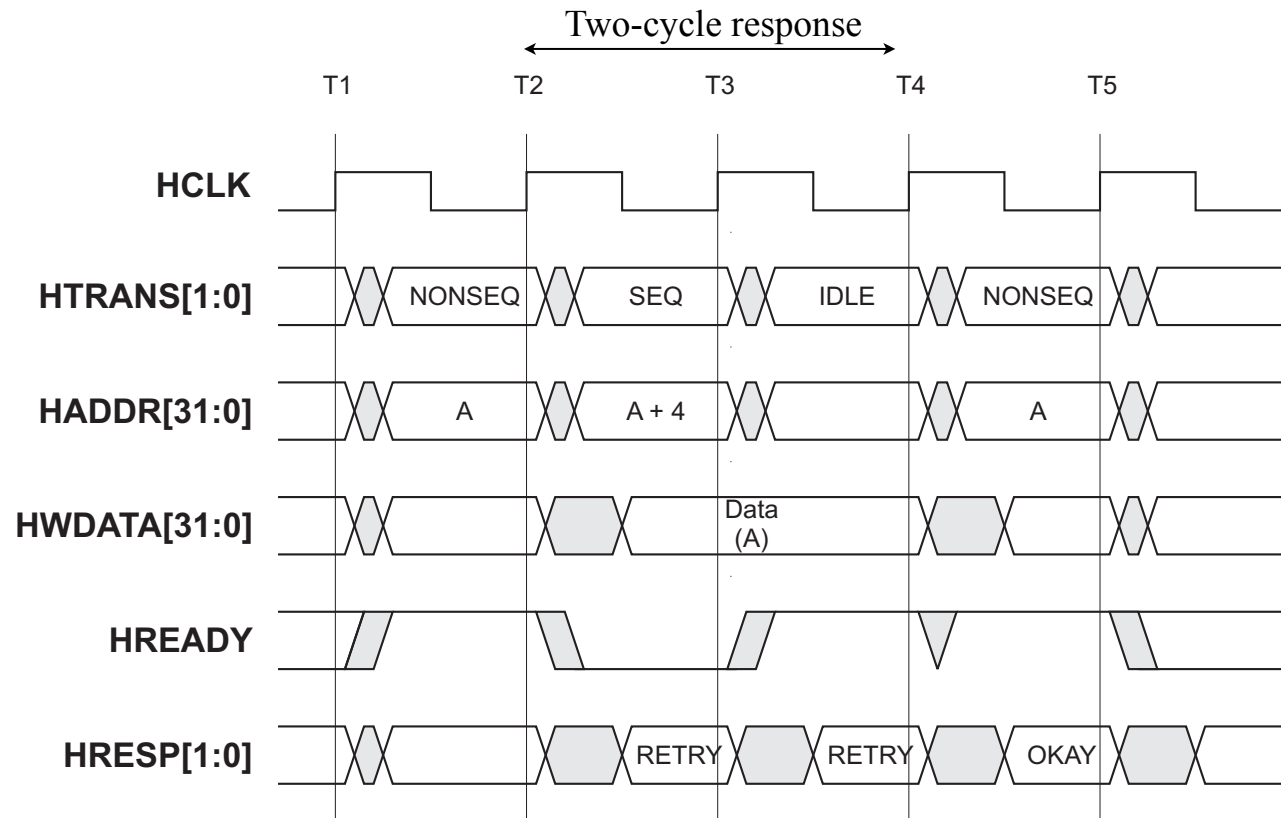 Two-cycle response
T1 T2 T3 T4 T5
HCLK
HTRANS[1:0] NONSEQ SEQ IDLE NONSEQ
HADDR[31:0] A A + 4 A
HWDATA[31:0] Data
(A)
HREADY
HRESP[1:0] RETRY RETRY OKAY